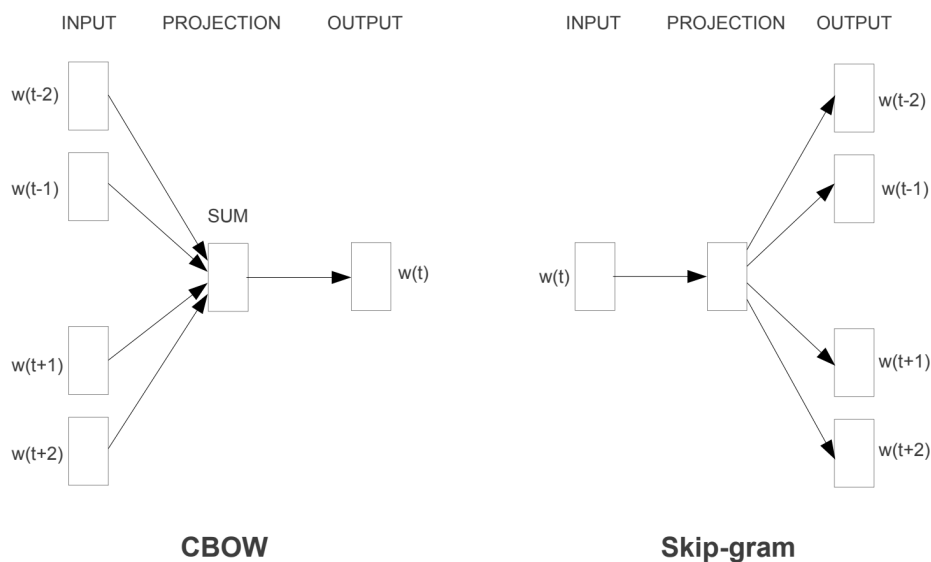 INPUT PROJECTION OUTPUT
w(t-2)
w(t-1)
SUM
w(t)
w(t+1)
w(t+2)
CBOW
INPUT PROJECTION OUTPUT
w(t-2)
w(t-1)
w(t)
w(t+1)
w(t+2)
Skip-gram